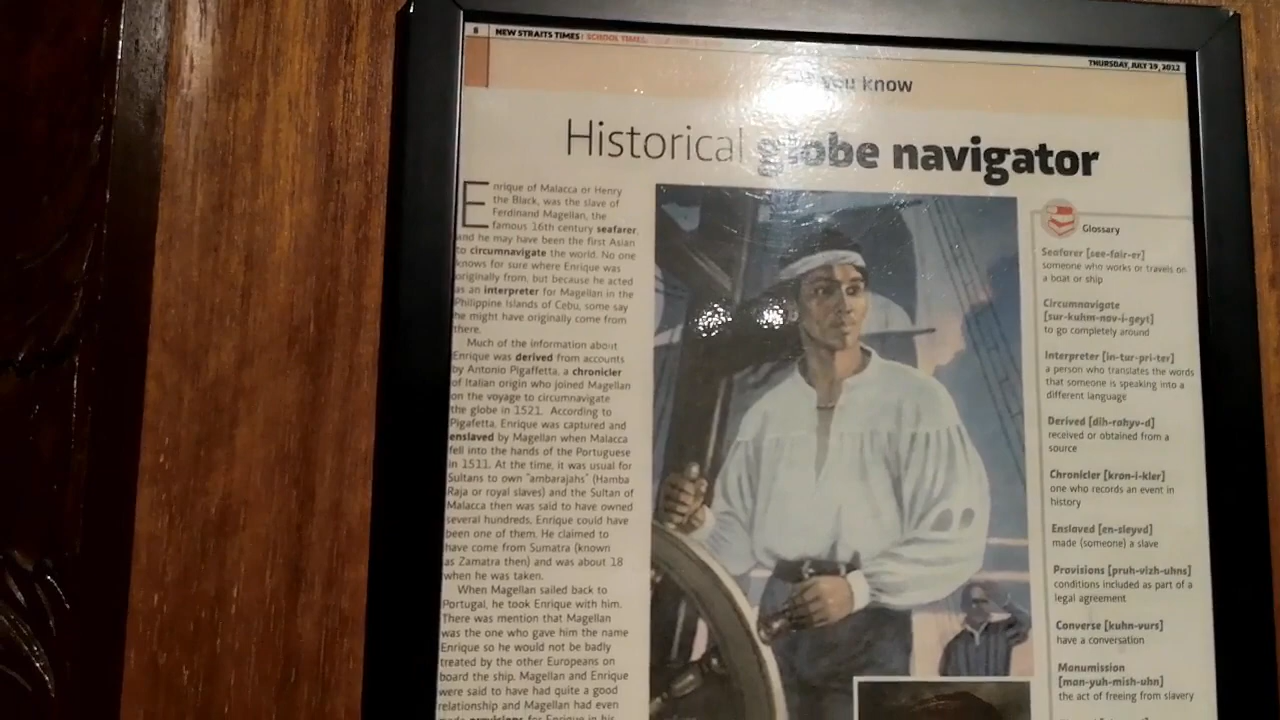 6 NEW STRAITS TIMES / SCHOOL TIMES,
THURSDAY, JULY 19, 2012
you know
Historical globe navigator
Enrique of Malacca or Henry
the Black, was the slave of
Ferdinand Magellan, the
famous 16th century seafarer,
and he may have been the first Asian
to circumnavigate the world. No one
knows for sure where Enrique was
originally from, but because he acted
as an interpreter for Magellan in the
Philippine Islands of Cebu, some say
he might have originally come from
there.
Much of the information about
Enrique was derived from accounts
by Antonio Pigaffetta, a chronicler
of Italian origin who joined Magellan
on the voyage to circumnavigate
the globe in 1521. According to
Pigafetta, Enrique was captured and
enslaved by Magellan when Malacca
fell into the hands of the Portuguese
in 1511. At the time, it was usual for
Sultans to own "ambarajahs" (Hamba
Raja or royal slaves) and the Sultan of
Malacca then was said to have owned
several hundreds. Enrique could have
been one of them. He claimed to
have come from Sumatra (known
as Zamatra then) and was about 18
when he was taken.
When Magellan sailed back to
Portugal, he took Enrique with him.
There was mention that Magellan
was the one who gave him the name
Enrique so he would not be badly
treated by the other Europeans on
board the ship. Magellan and Enrique
were said to have had quite a good
relationship and Magellan had even
made provisions for Enrique in his
Glossary
Seafarer [see-fair-er]
someone who works or travels on
a boat or ship
Circumnavigate
[sur-kuhm-nav-i-geyt]
to go completely around
Interpreter [in-tur-pri-ter]
a person who translates the words
that someone is speaking into a
different language
Derived [dih-rahyv-d]
received or obtained from a
source
Chronicler [kron-i-kler]
one who records an event in
history
Enslaved [en-sleyvd]
made (someone) a slave
Provisions [pruh-vizh-uhns]
conditions included as part of a
legal agreement
Converse [kuhn-vurs]
have a conversation
Manumission
[man-yuh-mish-uhn]
the act of freeing from slavery